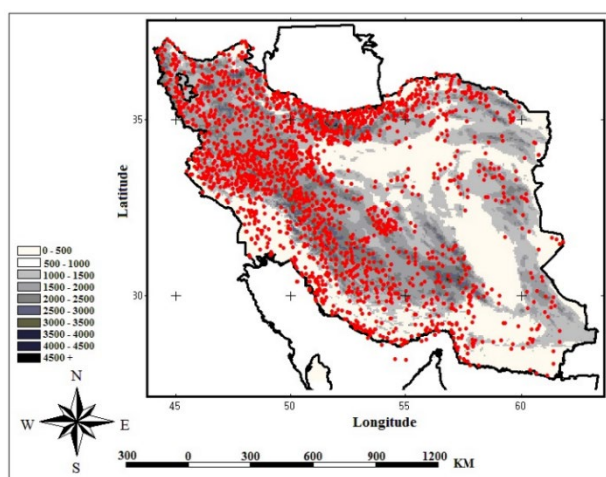 35
Latitude
30
0 - 500
500 - 1000
1000 - 1500
1500 - 2000
2000 - 2500
2500 - 3000
3000 - 3500
3500 - 4000
4000 - 4500
4500 +
45 50 55 60
Longitude
N
W E
S
300 0 300 600 900 1200 KM